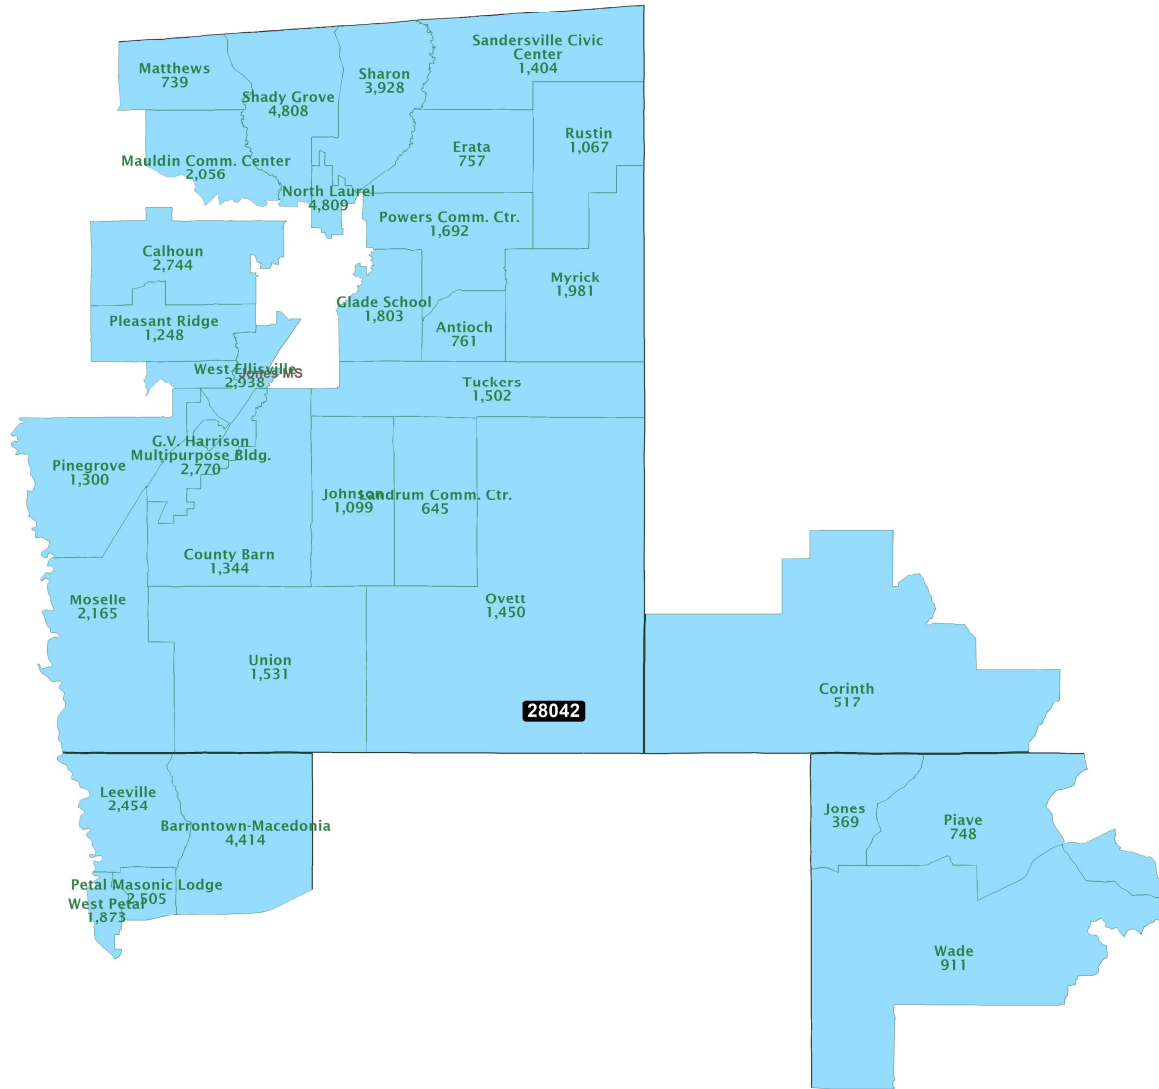 Sandersville Civic
Center
1,404
Matthews
739
Sharon
3,928
Shady Grove
4,808
Rustin
1,067
Erata
757
Mauldin Comm. Center
2,056
North Laurel
4,809
Powers Comm. Ctr.
1,692
Calhoun
2,744
Myrick
1,981
Glade School
1,803
Pleasant Ridge
1,248
Antioch
761
West Ellisville
2,938
Jones MS
Tuckers
1,502
G.V. Harrison
Multipurpose Bldg.
2,770
Pinegrove
1,300
Johnson
1,099
Landrum Comm. Ctr.
645
County Barn
1,344
Moselle
2,165
Ovett
1,450
Union
1,531
Corinth
517
28042
Leeville
2,454
Jones
369
Piave
748
Barrontown-Macedonia
4,414
Petal Masonic Lodge
2,505
West Petal
1,873
Wade
911